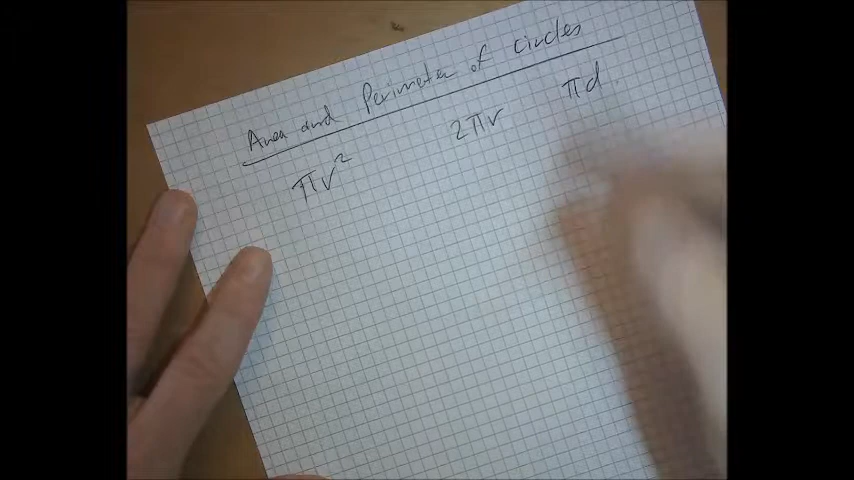 Area and Perimeter of circles
πr² 2πr πd